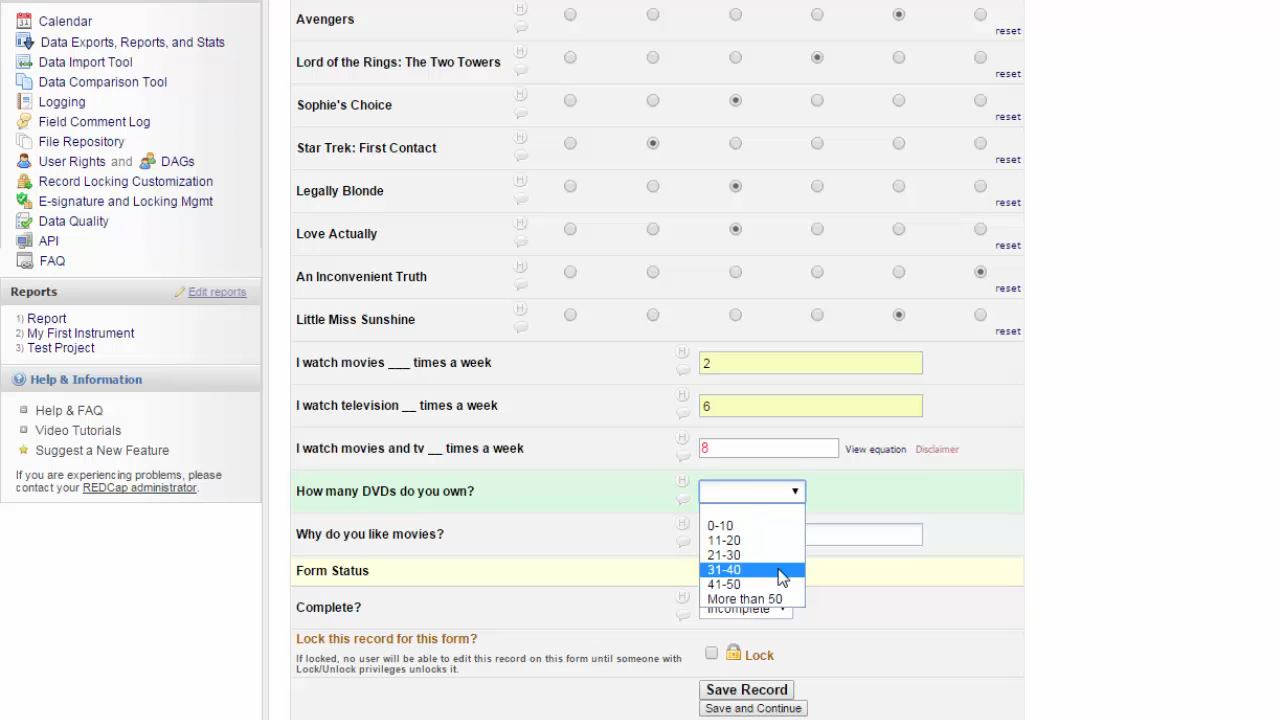 Calendar
Data Exports, Reports, and Stats
Data Import Tool
Data Comparison Tool
Logging
Field Comment Log
File Repository
User Rights and DAGs
Record Locking Customization
E-signature and Locking Mgmt
Data Quality
API
FAQ
Reports Edit reports
1) Report
2) My First Instrument
3) Test Project
Help & Information
Help & FAQ
Video Tutorials
Suggest a New Feature
If you are experiencing problems, please
contact your REDCap administrator.
Avengers H
reset
Lord of the Rings: The Two Towers H
reset
Sophie's Choice H
reset
Star Trek: First Contact H
reset
Legally Blonde H
reset
Love Actually H
reset
An Inconvenient Truth H
reset
Little Miss Sunshine H
reset
I watch movies ___ times a week H 2
I watch television __ times a week H 6
I watch movies and tv __ times a week H 8 View equation Disclaimer
How many DVDs do you own? H
0-10
11-20
21-30
31-40
41-50
More than 50
Why do you like movies? H
Form Status
Complete? H Incomplete
Lock this record for this form?
If locked, no user will be able to edit this record on this form until someone with
Lock/Unlock privileges unlocks it.
Lock
Save Record
Save and Continue